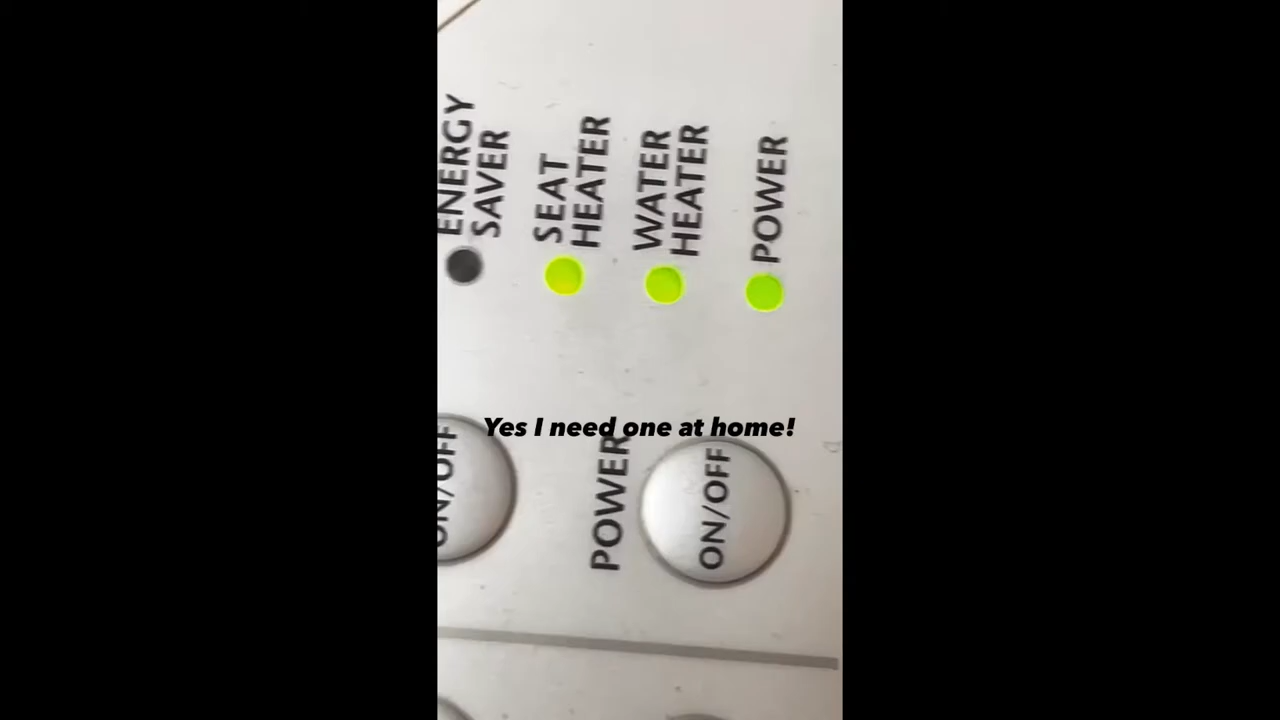 ENERGY
SAVER
SEAT
HEATER
WATER
HEATER
POWER
Yes I need one at home!
ON/OFF
POWER
ON/OFF